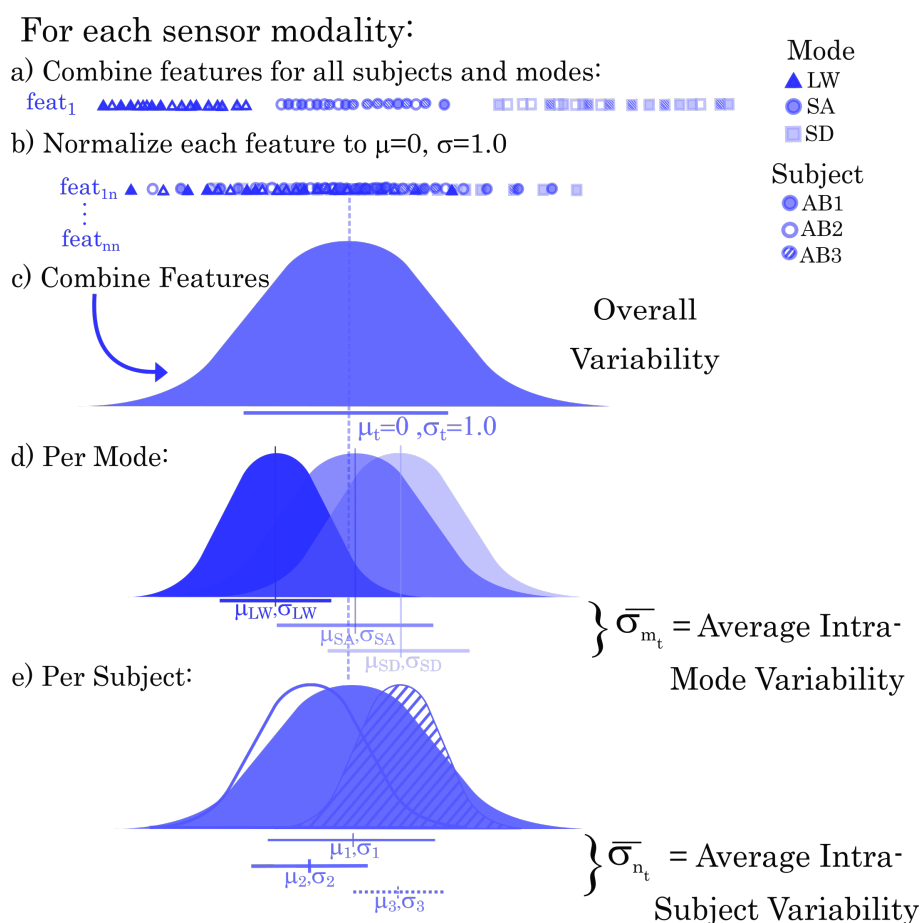 For each sensor modality:
a) Combine features for all subjects and modes:
feat₁
Mode
LW
SA
SD
b) Normalize each feature to μ=0, σ=1.0
feat₁ₙ
featₙₙ
Subject
AB1
AB2
AB3
c) Combine Features
Overall
Variability
μₜ=0 ,σₜ=1.0
d) Per Mode:
μLW,σLW
μSA,σSA
μSD,σSD
} σ̅mₜ = Average Intra-
Mode Variability
e) Per Subject:
μ₁,σ₁
μ₂,σ₂
μ₃,σ₃
} σ̅nₜ = Average Intra-
Subject Variability